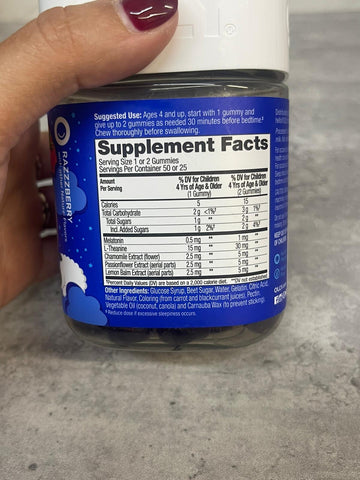 Suggested Use: Ages 4 and up, start with 1 gummy and
give up to 2 gummies as needed 30 minutes before bedtime†
Chew thoroughly before swallowing.
Supplement Facts
Serving Size 1 or 2 Gummies
Servings Per Container 50 or 25
Amount Per Serving % DV for Children 4 Yrs of Age & Older (1 Gummy) % DV for Children 4 Yrs of Age & Older (2 Gummies)
Calories 5 15
Total Carbohydrate 2 g <1%* 3 g 1%*
Total Sugars 1 g ** 2 g **
Incl. Added Sugars 1 g 2%* 2 g 4%*
Melatonin 0.5 mg ** 1 mg **
L-Theanine 15 mg ** 30 mg **
Chamomile Extract (flower) 2.5 mg ** 5 mg **
Passionflower Extract (aerial parts) 2.5 mg ** 5 mg **
Lemon Balm Extract (aerial parts) 2.5 mg ** 5 mg **
*Percent Daily Values (DV) are based on a 2,000 calorie diet. **DV not established.
Other Ingredients: Glucose Syrup, Beet Sugar, Water, Gelatin, Citric Acid,
Natural Flavor, Coloring (from carrot and blackcurrant juices), Pectin,
Vegetable Oil (coconut, canola) and Carnauba Wax (to prevent sticking).
† Reduce dose if excessive sleepiness occurs.
RAZZZBERRY